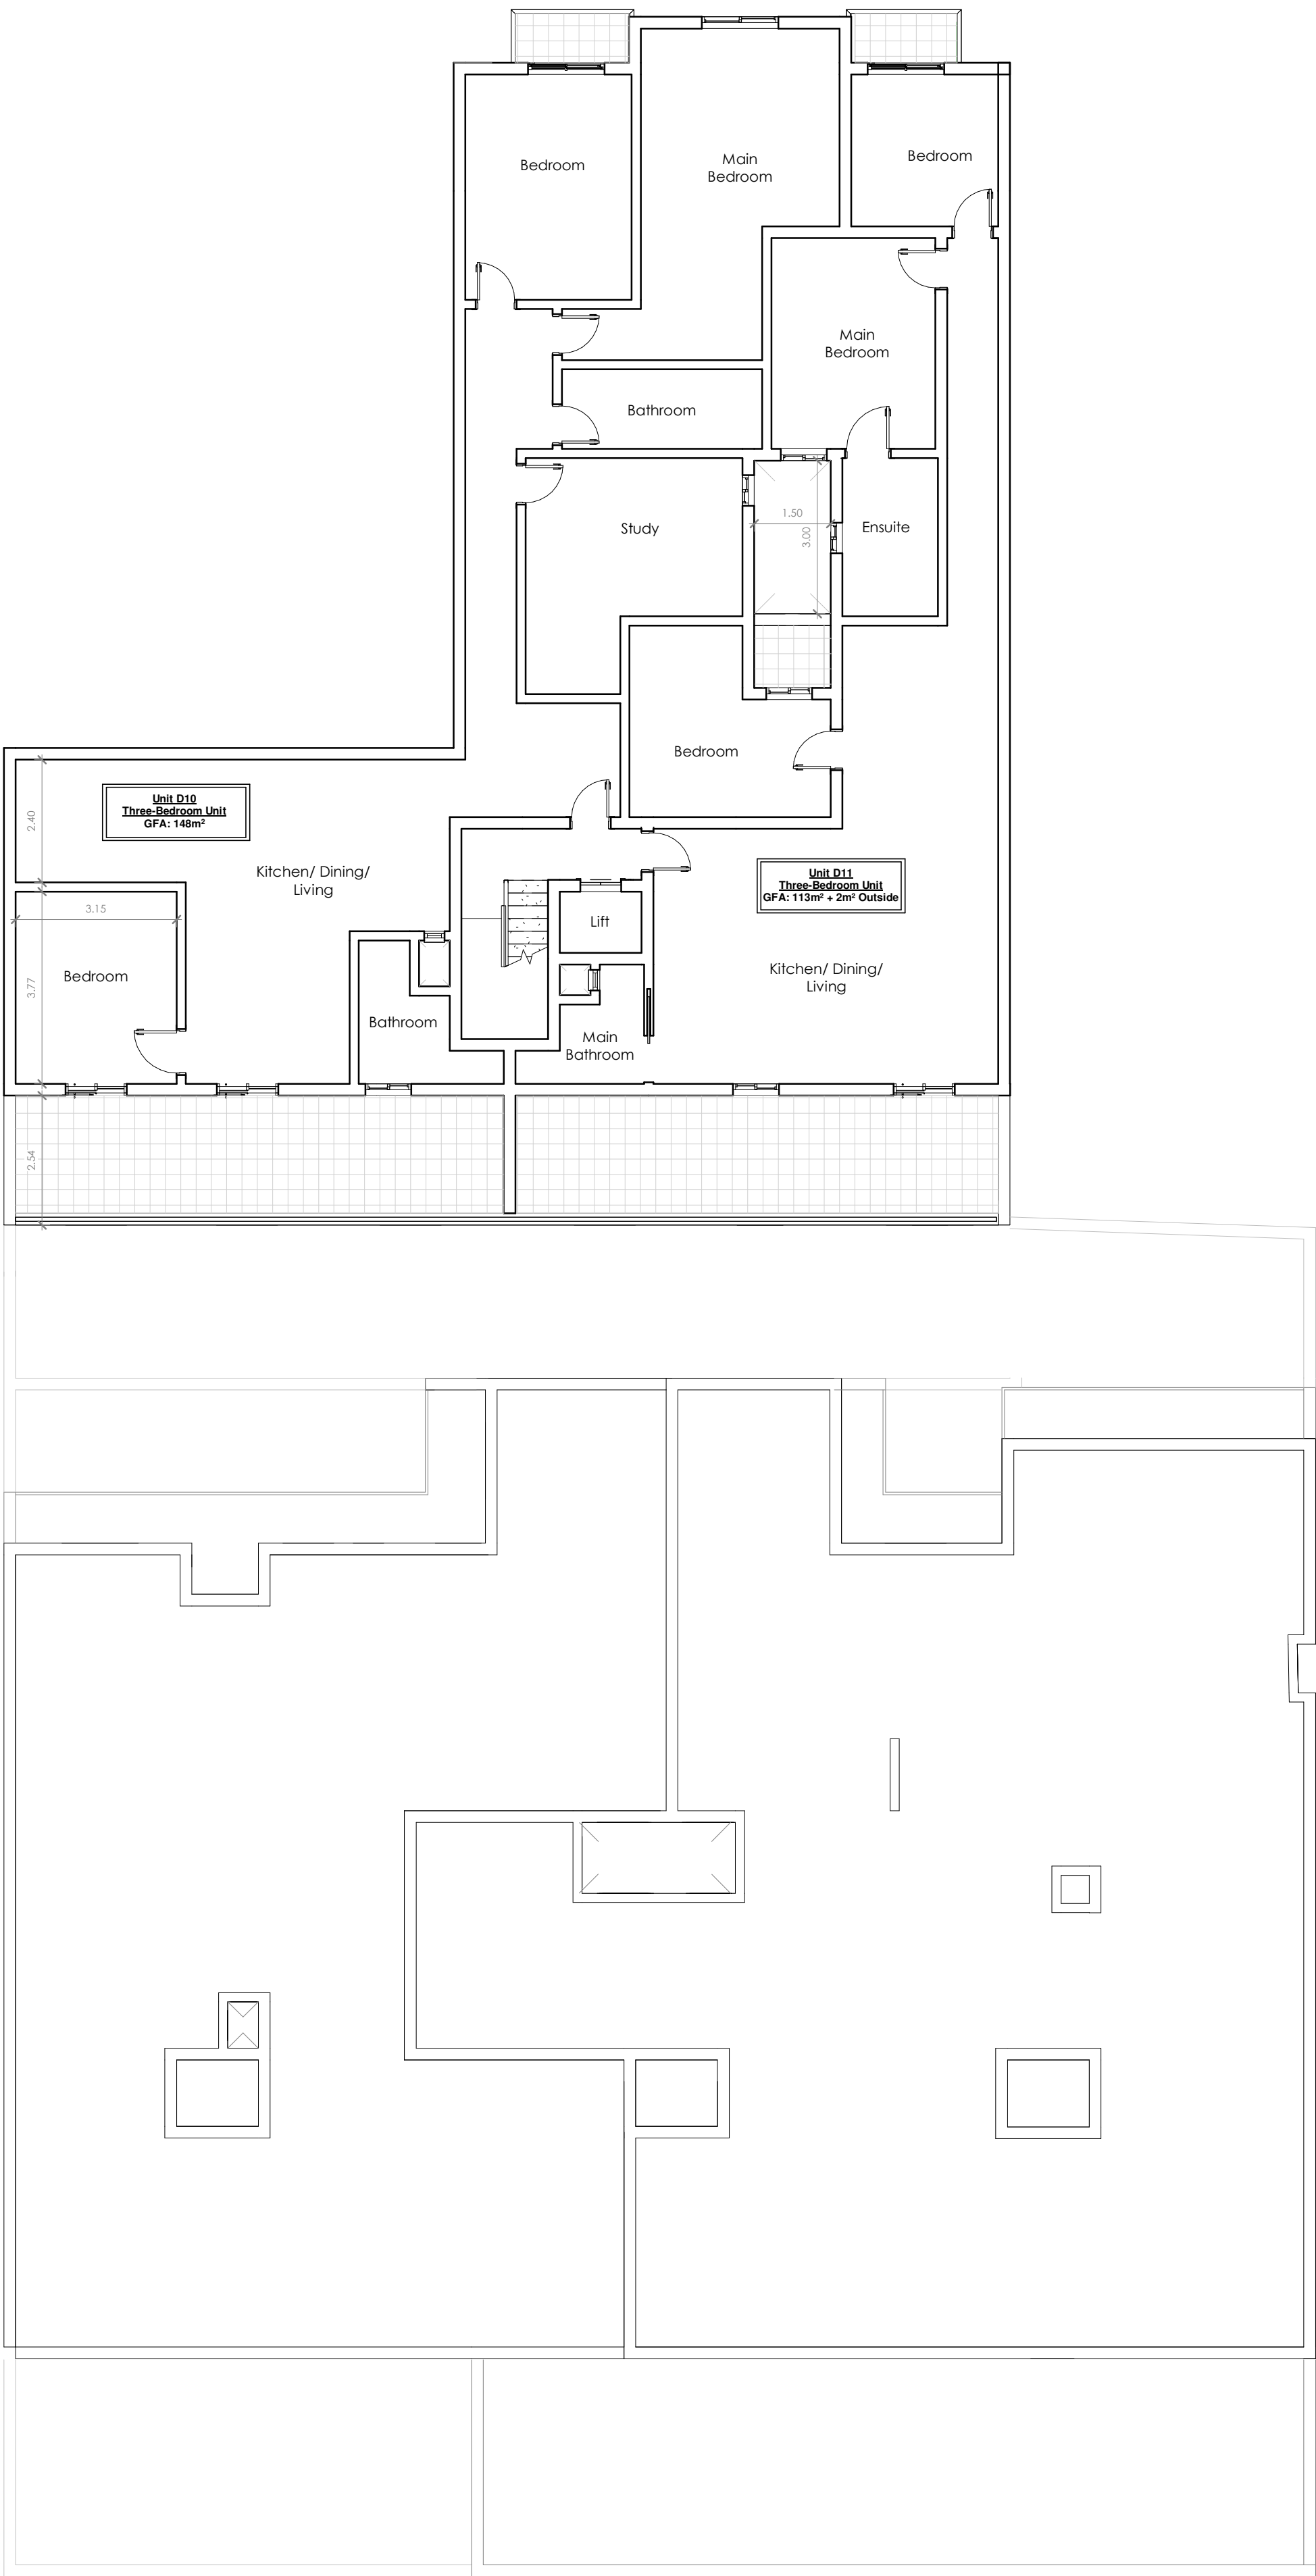 Bedroom
Main
Bedroom
Bedroom
Main
Bedroom
Bathroom
Study
1.50
3.00
Ensuite
Bedroom
Unit D10
Three-Bedroom Unit
GFA: 148m²
2.40
Kitchen/ Dining/
Living
Unit D11
Three-Bedroom Unit
GFA: 113m² + 2m² Outside
3.15
Lift
Bedroom
3.77
Kitchen/ Dining/
Living
Bathroom
Main
Bathroom
2.54